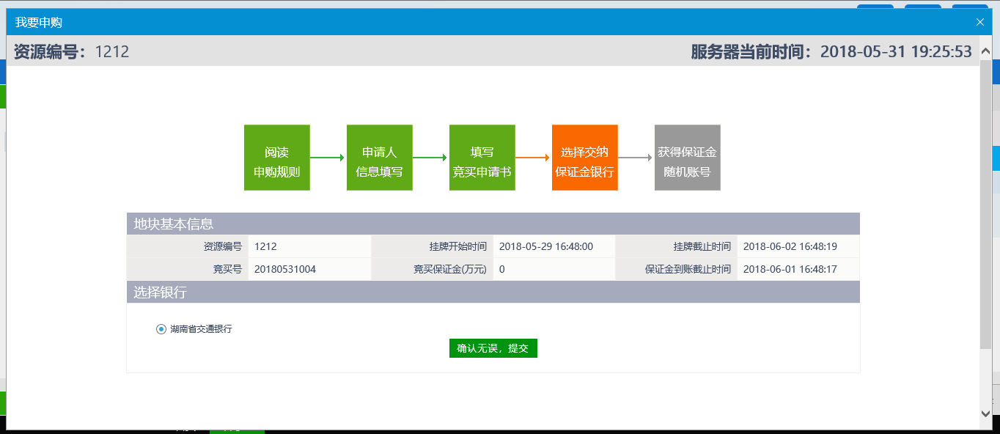 我要申购
资源编号：1212
服务器当前时间：2018-05-31 19:25:53
阅读
申购规则
申请人
信息填写
填写
竞买申请书
选择交纳
保证金银行
获得保证金
随机账号
地块基本信息
资源编号 1212 挂牌开始时间 2018-05-29 16:48:00 挂牌截止时间 2018-06-02 16:48:19
竞买号 20180531004 竞买保证金(万元) 0 保证金到账截止时间 2018-06-01 16:48:17
选择银行
湖南省交通银行
确认无误，提交